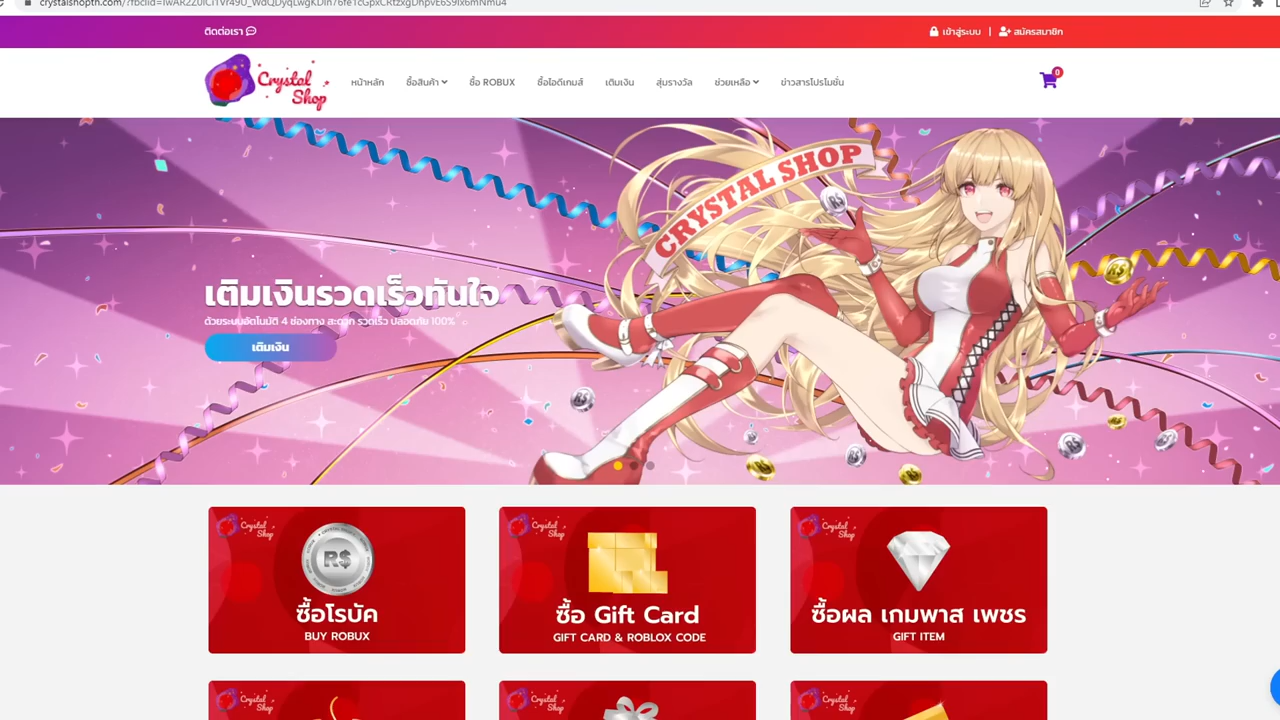 ติดต่อเรา
เข้าสู่ระบบ | สมัครสมาชิก
Crystal Shop
หน้าหลัก ซื้อสินค้า ซื้อ ROBUX ซื้อไอดีเกมส์ เติมเงิน สุ่มรางวัล ช่วยเหลือ ข่าวสารโปรโมชั่น
0
CRYSTAL SHOP
R$
เติมเงินรวดเร็วทันใจ
ด้วยระบบอัตโนมัติ 4 ช่องทาง สะดวก รวดเร็ว ปลอดภัย 100%
เติมเงิน
Crystal Shop
R$
ซื้อโรบัค
BUY ROBUX
Crystal Shop
ซื้อ Gift Card
GIFT CARD & ROBLOX CODE
Crystal Shop
ซื้อผล เกมพาส เพชร
GIFT ITEM
Crystal Shop
Crystal Shop
Crystal Shop